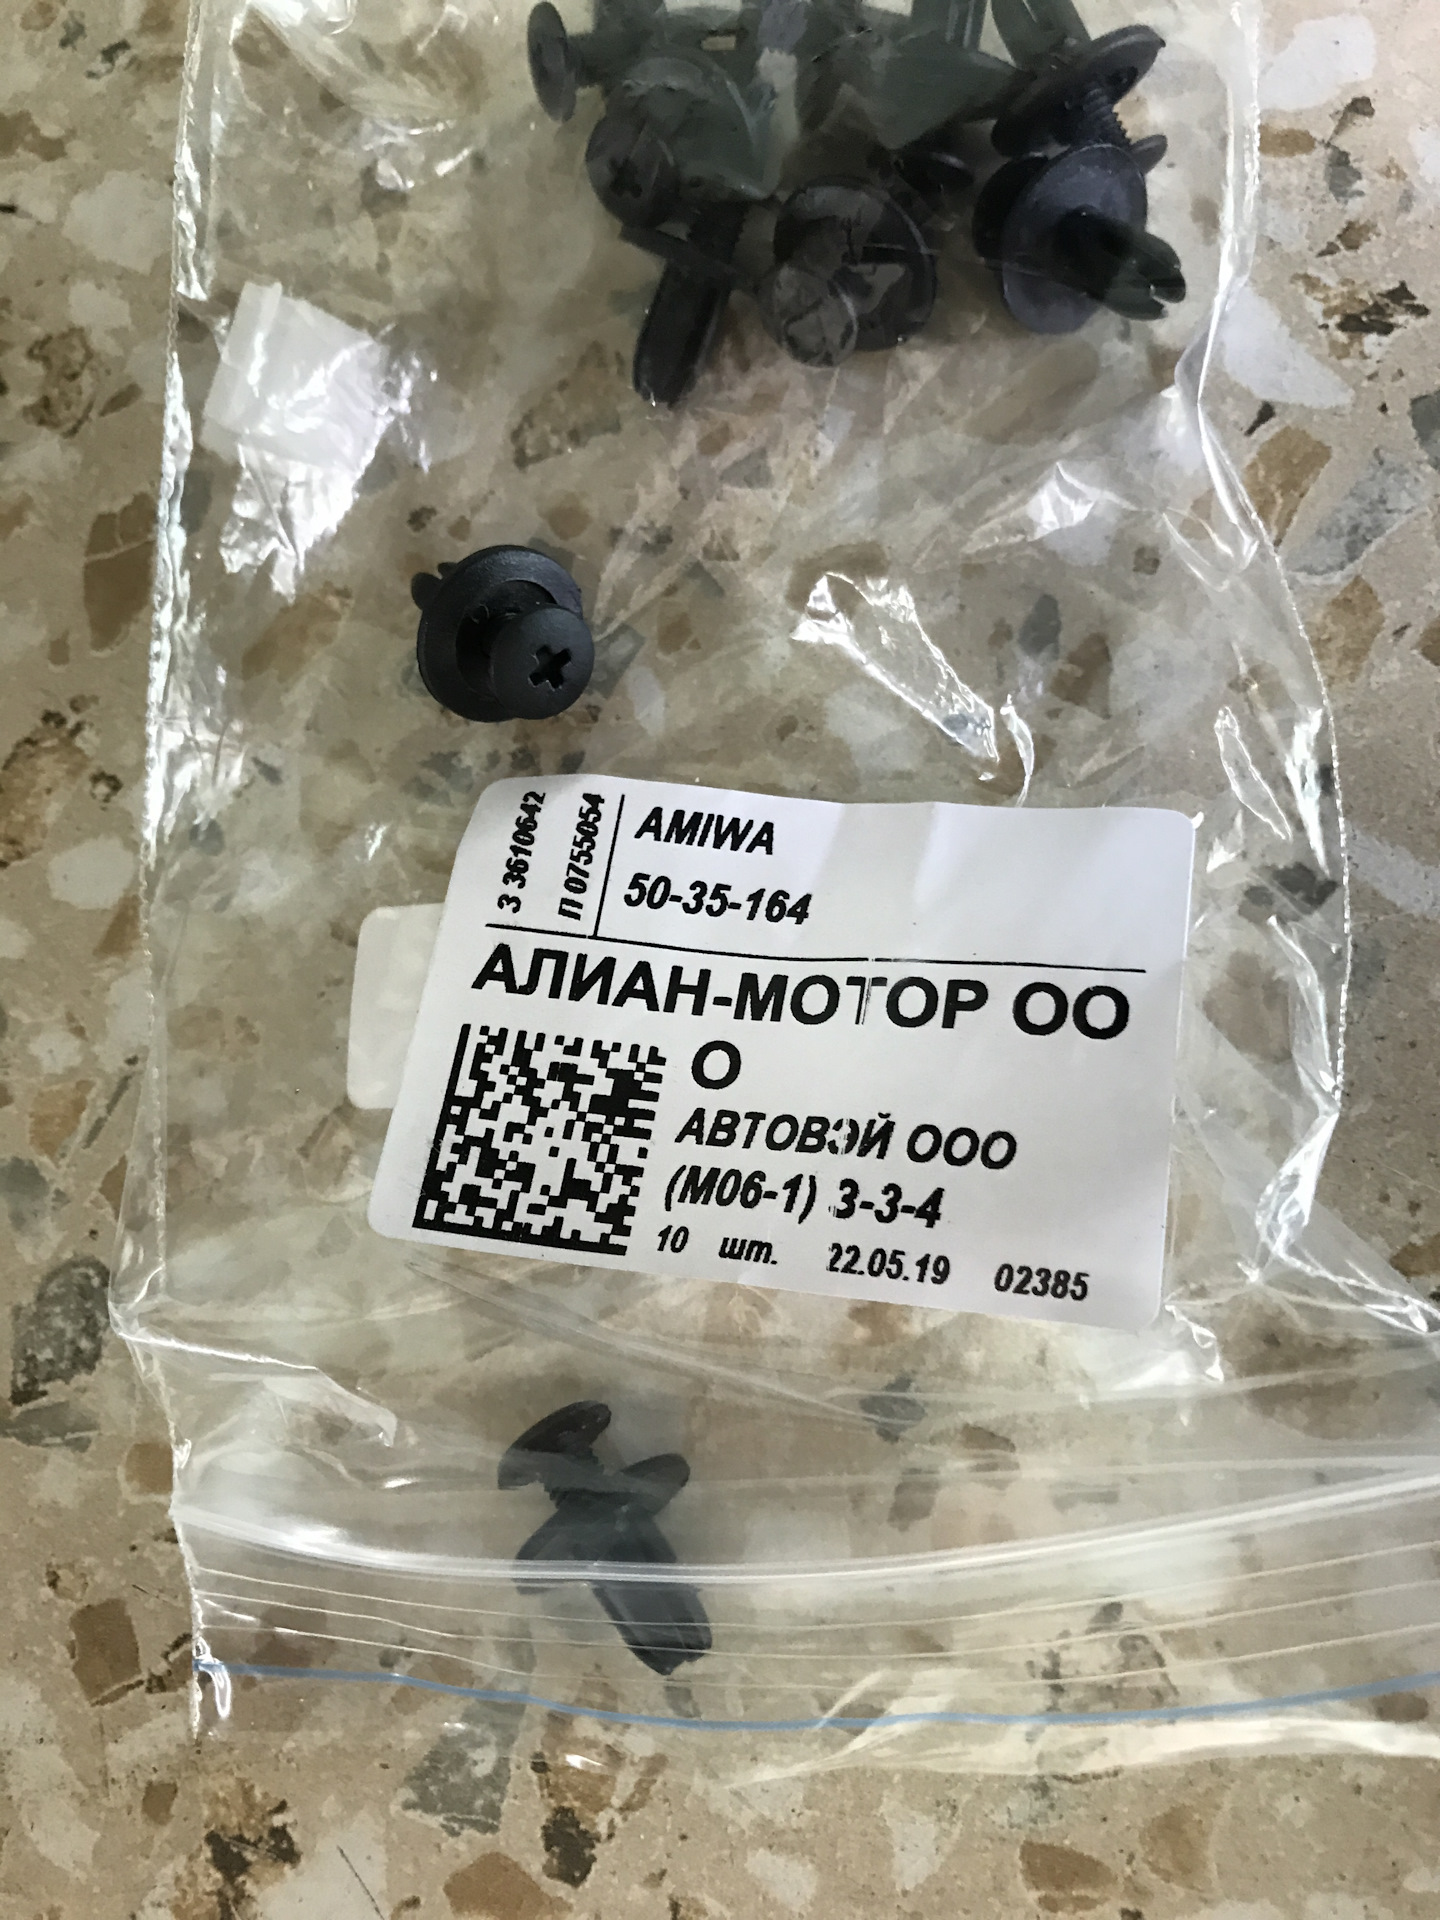 З 3610642
П 0755054
AMIWA
50-35-164
АЛИАН-МОТОР ОО
О
АВТОВЭЙ ООО
(М06-1) 3-3-4
10 шт. 22.05.19 02385